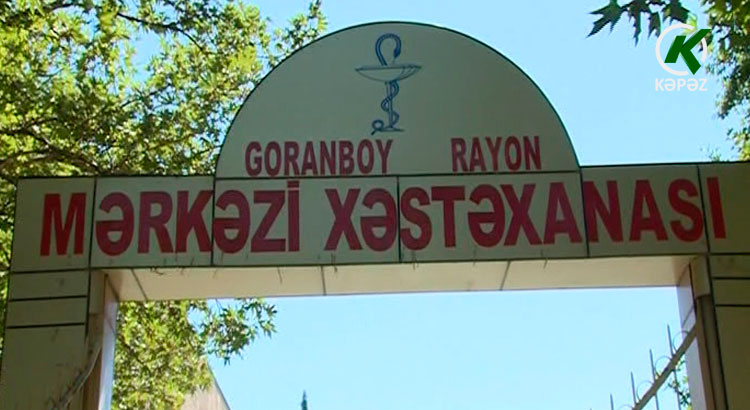 K
KƏPƏZ
GORANBOY RAYON
MƏRKƏZİ XƏSTƏXANASI